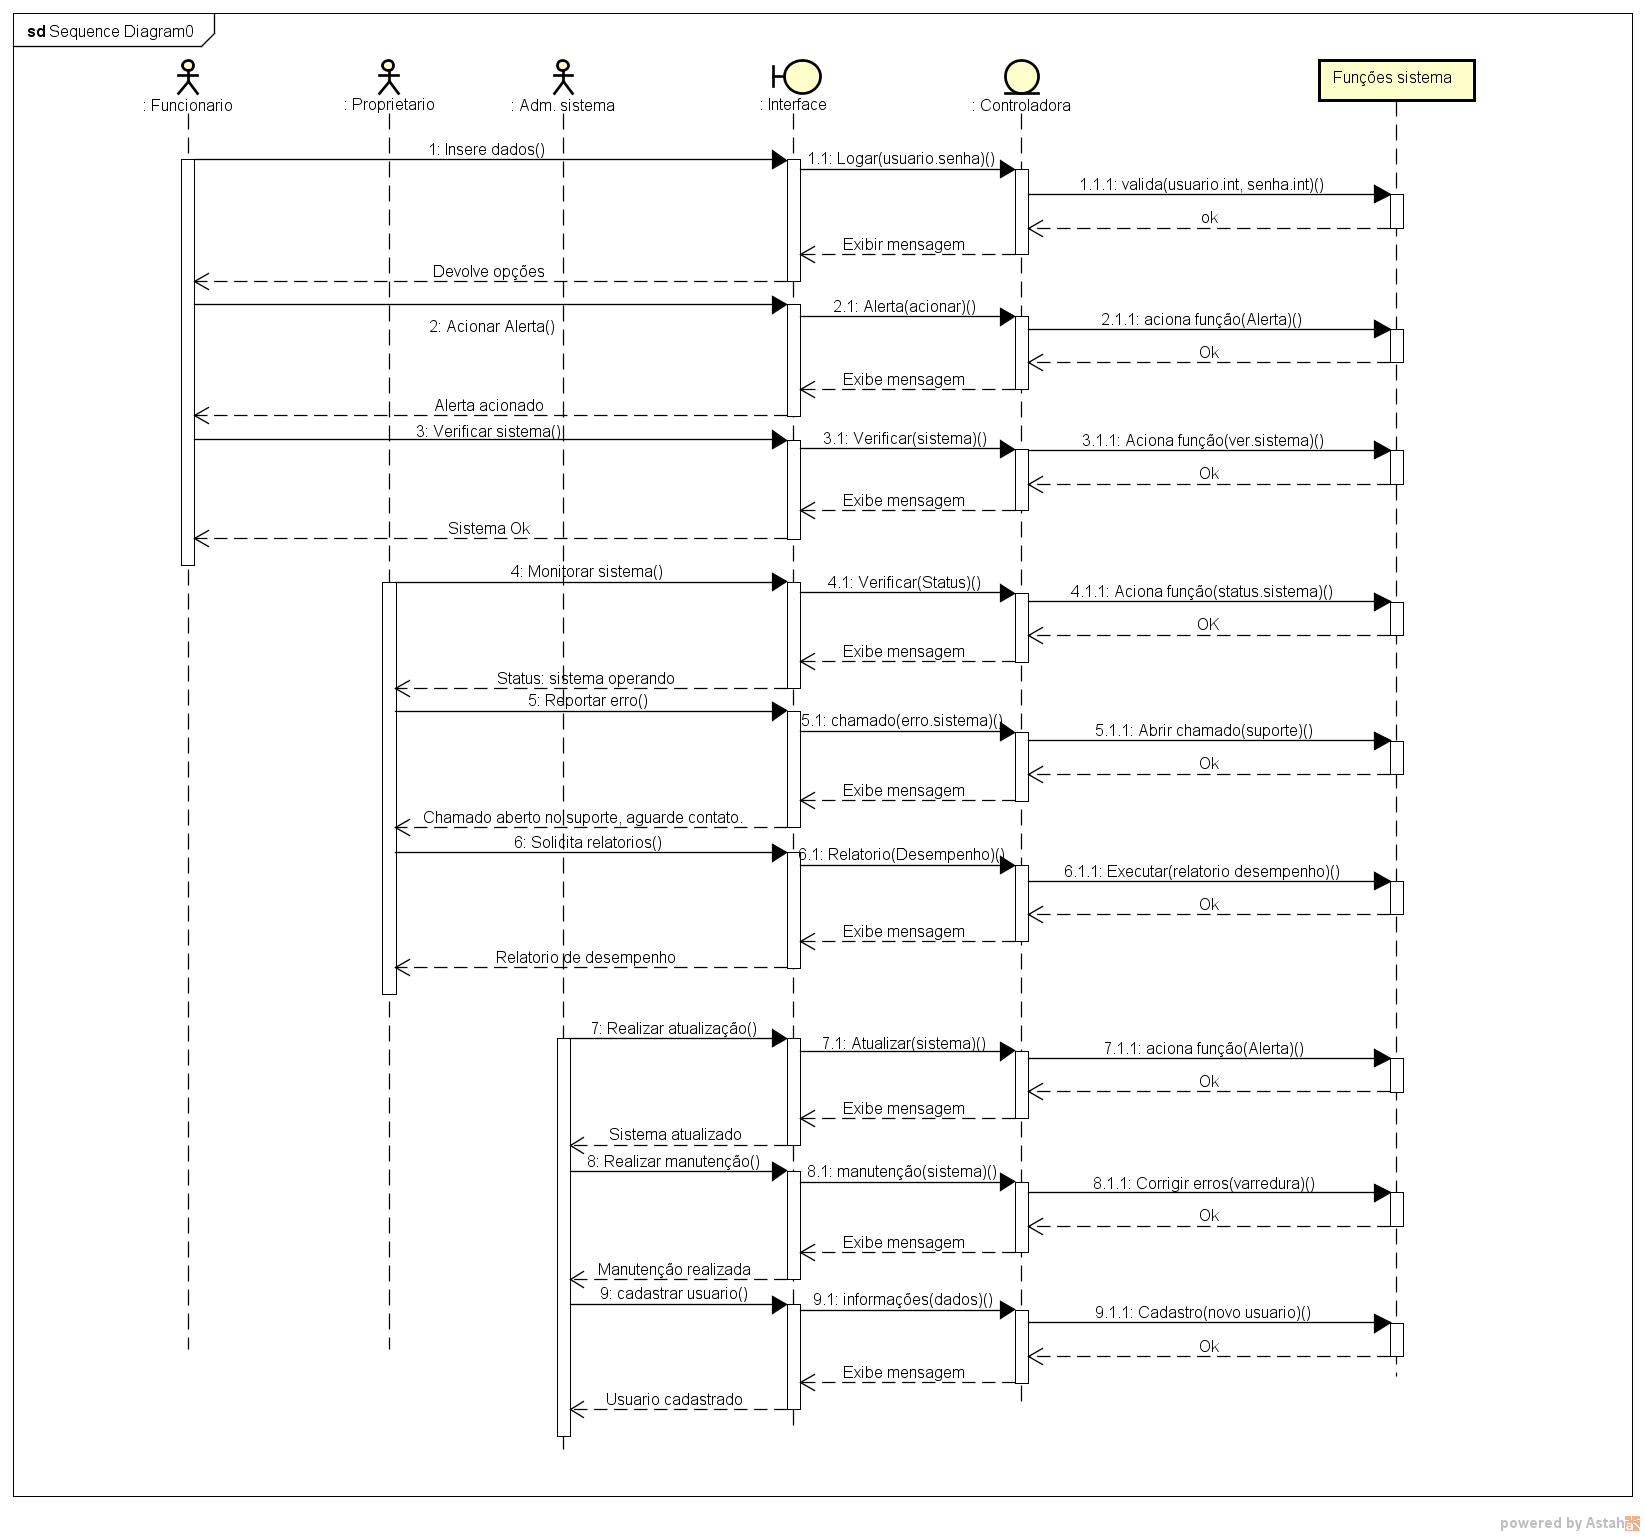 sd Sequence Diagram0
: Funcionario
: Proprietario
: Adm. sistema
: Interface
: Controladora
Funções sistema
1: Insere dados()
1.1: Logar(usuario.senha)()
1.1.1: valida(usuario.int, senha.int)()
ok
Exibir mensagem
Devolve opções
2: Acionar Alerta()
2.1: Alerta(acionar)()
2.1.1: aciona função(Alerta)()
Ok
Exibe mensagem
Alerta acionado
3: Verificar sistema()
3.1: Verificar(sistema)()
3.1.1: Aciona função(ver.sistema)()
Ok
Exibe mensagem
Sistema Ok
4: Monitorar sistema()
4.1: Verificar(Status)()
4.1.1: Aciona função(status.sistema)()
OK
Exibe mensagem
Status: sistema operando
5: Reportar erro()
5.1: chamado(erro.sistema)()
5.1.1: Abrir chamado(suporte)()
Ok
Exibe mensagem
Chamado aberto no suporte, aguarde contato.
6: Solicita relatorios()
6.1: Relatorio(Desempenho)()
6.1.1: Executar(relatorio desempenho)()
Ok
Exibe mensagem
Relatorio de desempenho
7: Realizar atualização()
7.1: Atualizar(sistema)()
7.1.1: aciona função(Alerta)()
Ok
Exibe mensagem
Sistema atualizado
8: Realizar manutenção()
8.1: manutenção(sistema)()
8.1.1: Corrigir erros(varredura)()
Ok
Exibe mensagem
Manutenção realizada
9: cadastrar usuario()
9.1: informações(dados)()
9.1.1: Cadastro(novo usuario)()
Ok
Exibe mensagem
Usuario cadastrado
powered by Astah